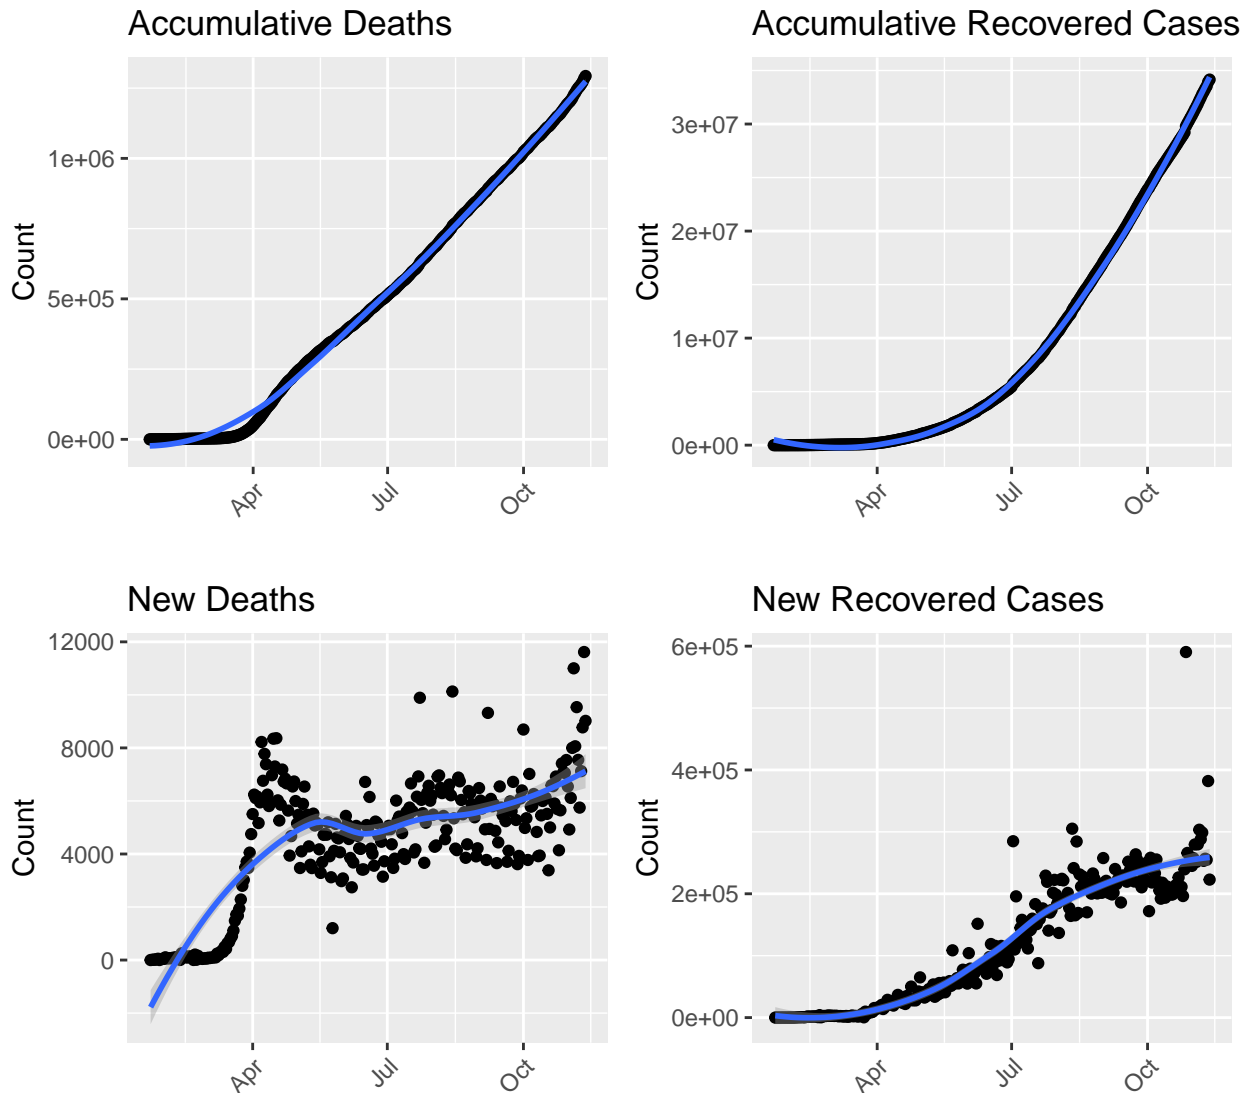 Accumulative Deaths
Count
1e+06
5e+05
0e+00
Apr
Jul
Oct
Accumulative Recovered Cases
Count
3e+07
2e+07
1e+07
0e+00
Apr
Jul
Oct
New Deaths
Count
12000
8000
4000
0
Apr
Jul
Oct
New Recovered Cases
Count
6e+05
4e+05
2e+05
0e+00
Apr
Jul
Oct